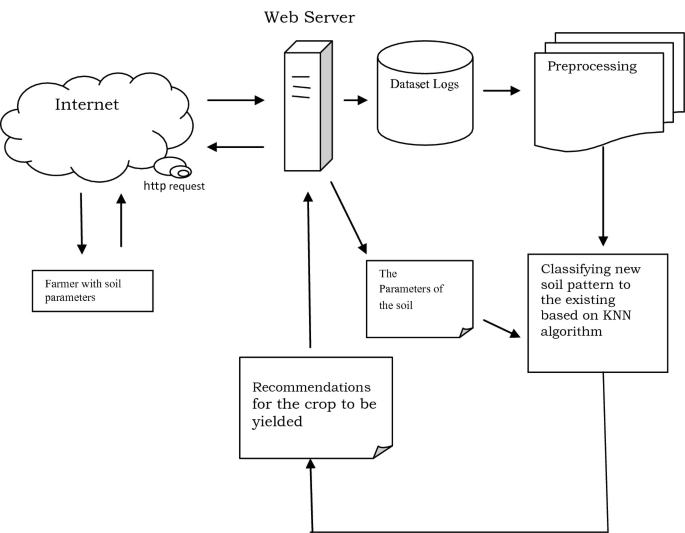 Web Server
Internet
Dataset Logs
Preprocessing
http request
Farmer with soil
parameters
The
Parameters of
the soil
Classifying new
soil pattern to
the existing
based on KNN
algorithm
Recommendations
for the crop to be
yielded